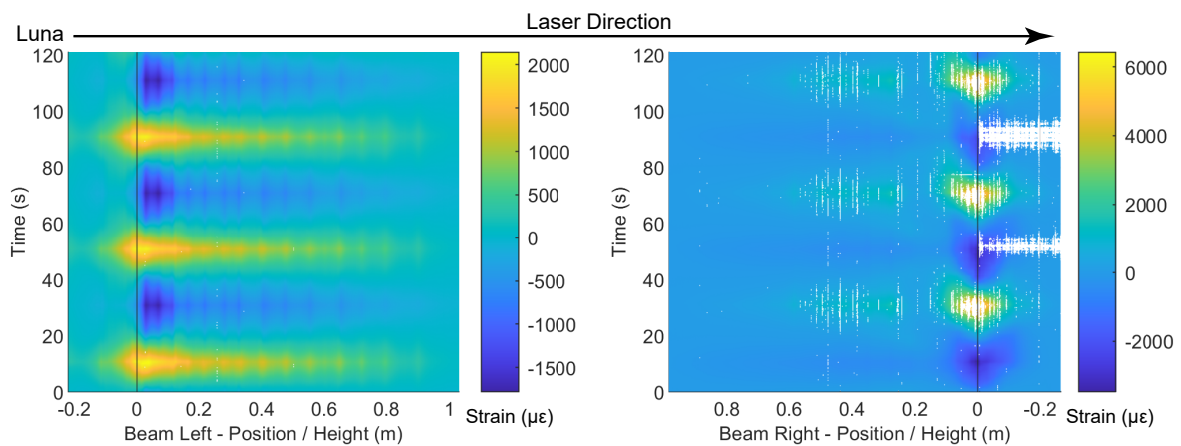 Laser Direction
Luna
120
100
80
60
40
20
0
Time (s)
-0.2 0 0.2 0.4 0.6 0.8 1
Beam Left - Position / Height (m)
2000
1500
1000
500
0
-500
-1000
-1500
Strain (µε)
120
100
80
60
40
20
0
Time (s)
0.8 0.6 0.4 0.2 0 -0.2
Beam Right - Position / Height (m)
6000
4000
2000
0
-2000
Strain (µε)